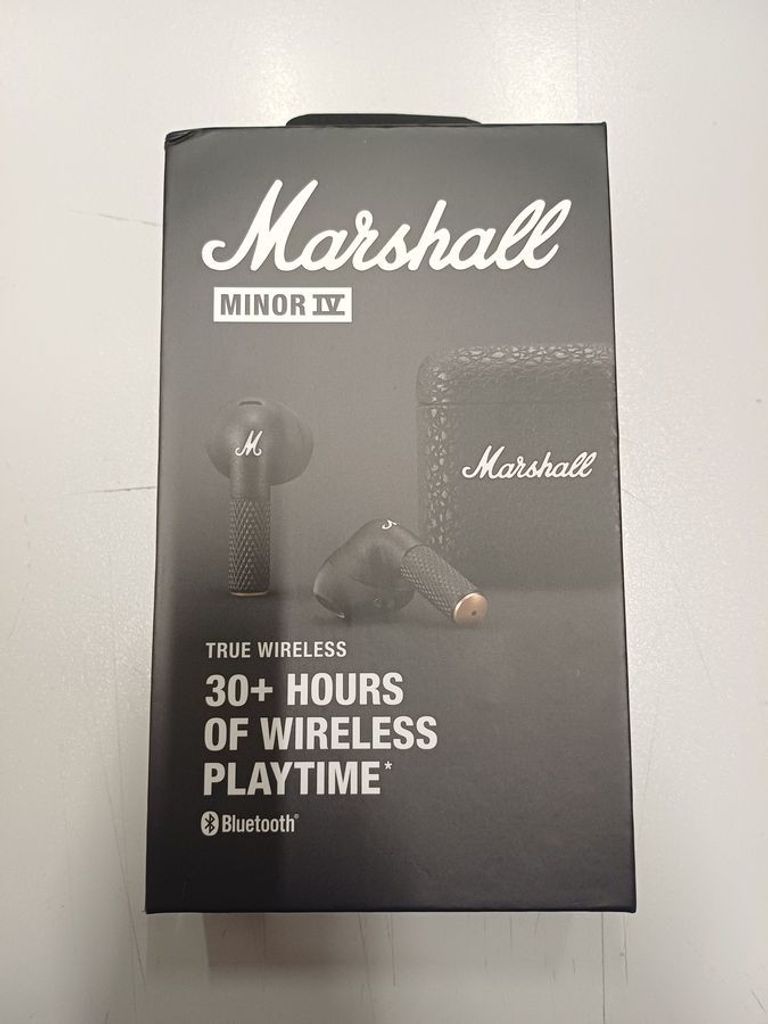 Marshall
MINOR IV
M
Marshall
TRUE WIRELESS
30+ HOURS
OF WIRELESS
PLAYTIME*
Bluetooth®